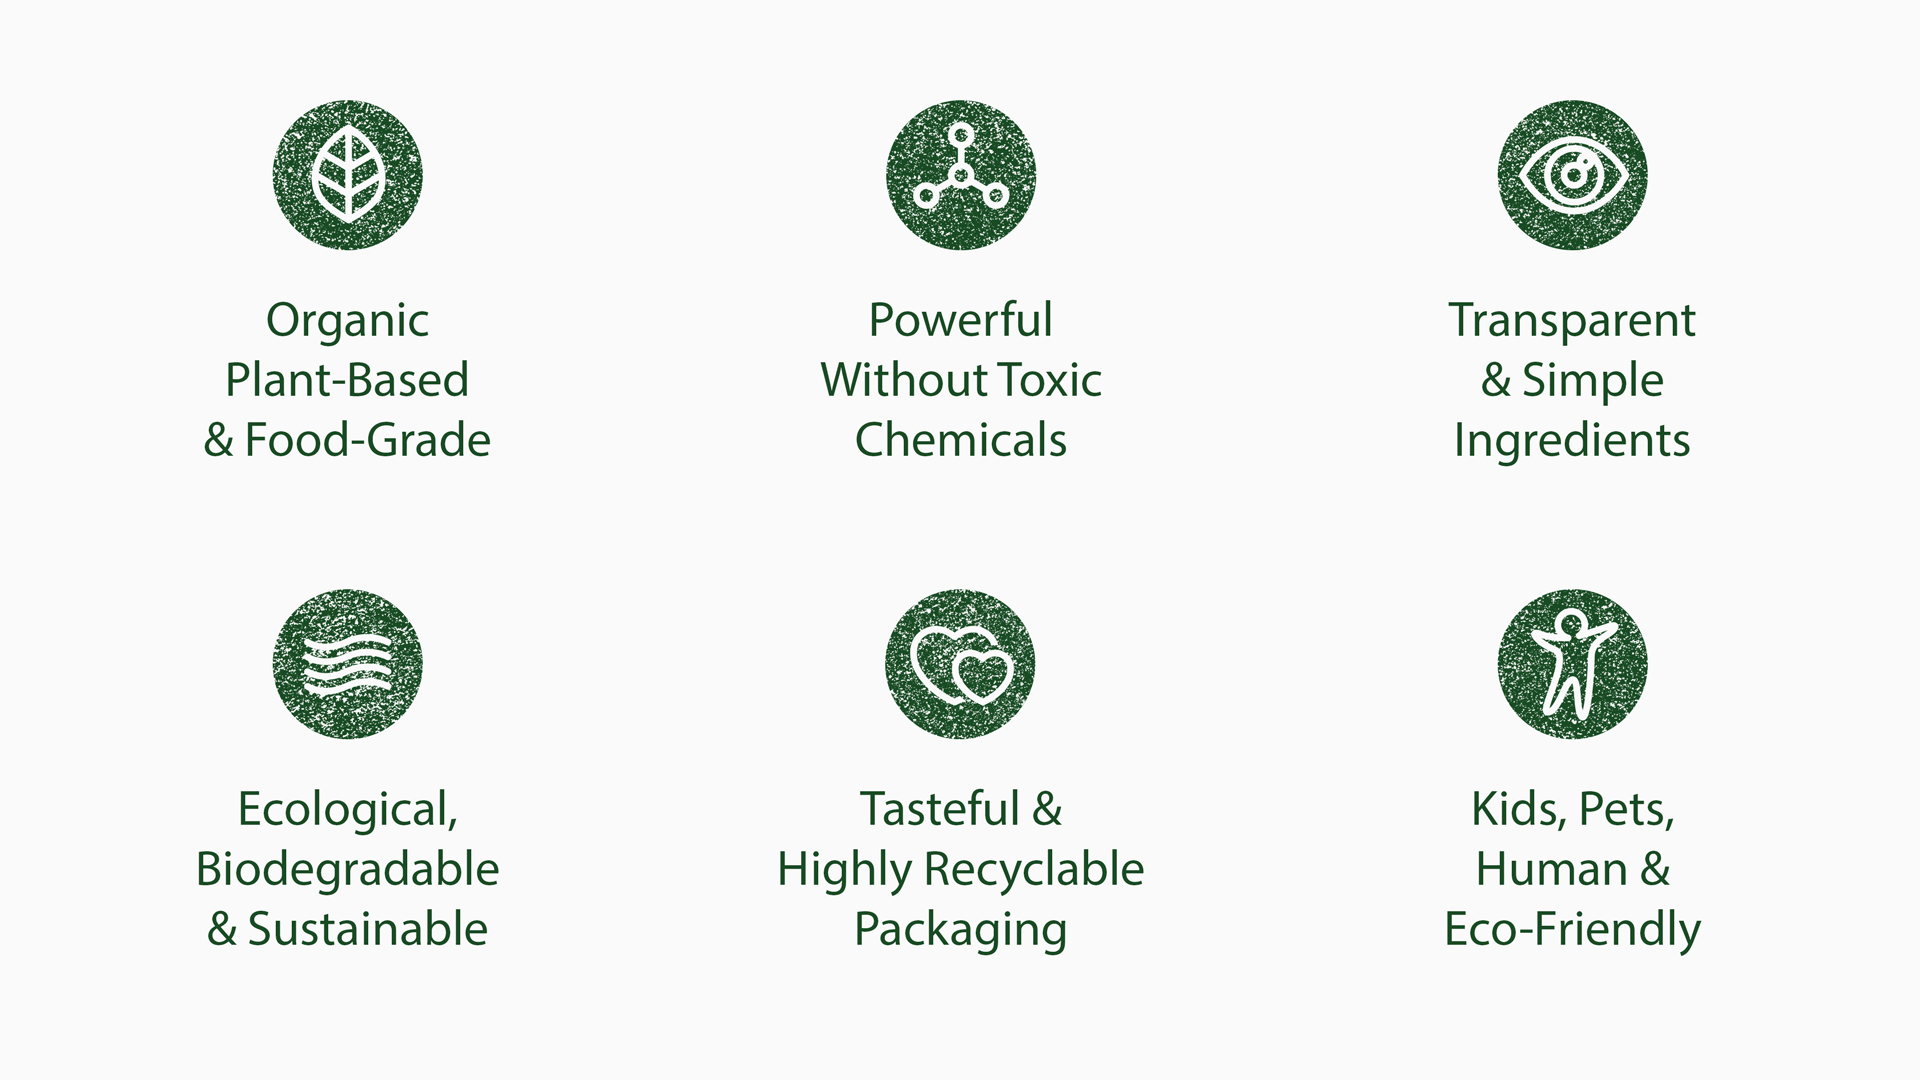 Organic
Plant-Based
& Food-Grade
Powerful
Without Toxic
Chemicals
Transparent
& Simple
Ingredients
Ecological,
Biodegradable
& Sustainable
Tasteful &
Highly Recyclable
Packaging
Kids, Pets,
Human &
Eco-Friendly